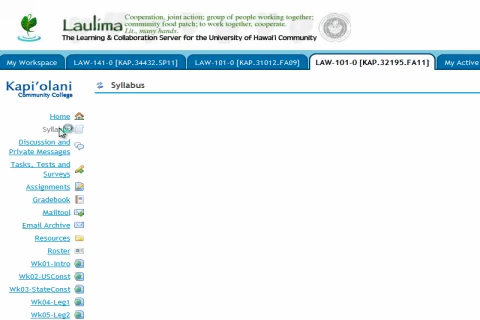 Laulima
Cooperation, joint action; group of people working together;
community food patch; to work together, cooperate.
Lit., many hands.
The Learning & Collaboration Server for the University of Hawai'i Community
My Workspace
LAW-141-0 [KAP.34432.SP11]
LAW-101-0 [KAP.31012.FA09]
LAW-101-0 [KAP.32195.FA11]
My Active
Kapi'olani
Community College
Syllabus
Home
Discussion and
Private Messages
Tasks, Tests and
Surveys
Assignments
Gradebook
Mailtool
Email Archive
Resources
Roster
Wk01-Intro
Wk02-USConst
Wk03-StateConst
Wk04-Leg1
Wk05-Leg2